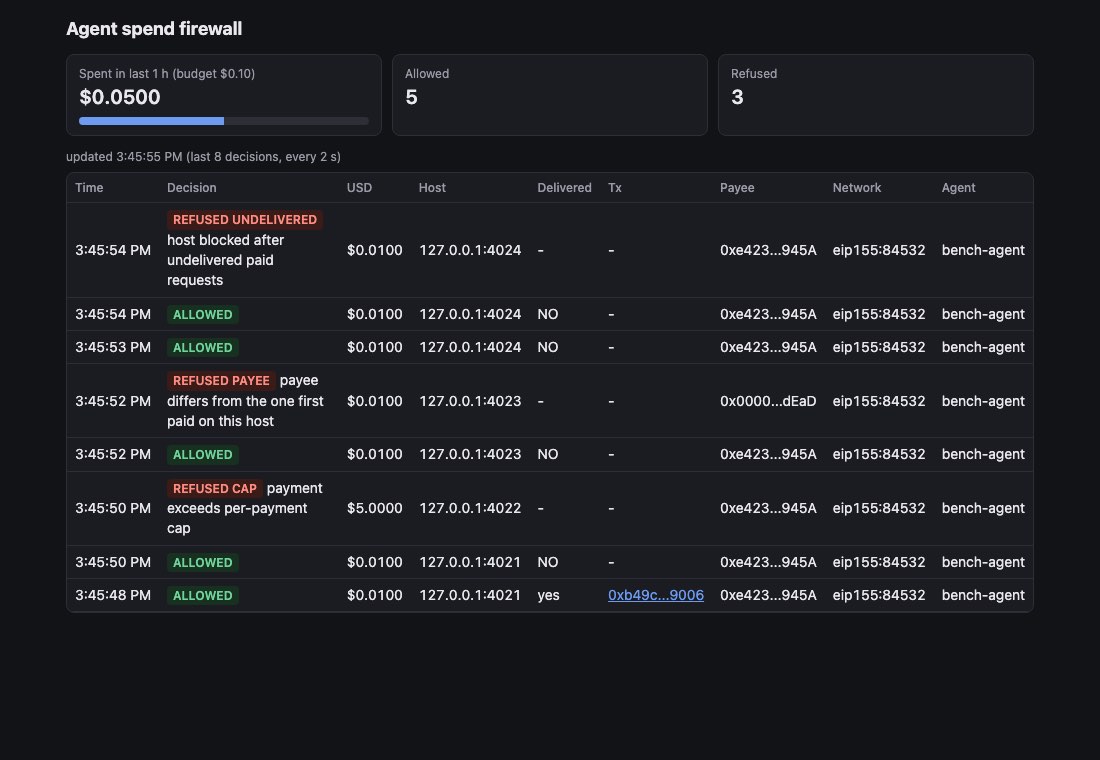 Agent spend firewall
Spent in last 1 h (budget $0.10)
$0.0500
Allowed
5
Refused
3
updated 3:45:55 PM (last 8 decisions, every 2 s)
Time Decision USD Host Delivered Tx Payee Network Agent
3:45:54 PM REFUSED UNDELIVERED host blocked after undelivered paid requests $0.0100 127.0.0.1:4024 - - 0xe423...945A eip155:84532 bench-agent
3:45:54 PM ALLOWED $0.0100 127.0.0.1:4024 NO - 0xe423...945A eip155:84532 bench-agent
3:45:53 PM ALLOWED $0.0100 127.0.0.1:4024 NO - 0xe423...945A eip155:84532 bench-agent
3:45:52 PM REFUSED PAYEE payee differs from the one first paid on this host $0.0100 127.0.0.1:4023 - - 0x0000...dEaD eip155:84532 bench-agent
3:45:52 PM ALLOWED $0.0100 127.0.0.1:4023 NO - 0xe423...945A eip155:84532 bench-agent
3:45:50 PM REFUSED CAP payment exceeds per-payment cap $5.0000 127.0.0.1:4022 - - 0xe423...945A eip155:84532 bench-agent
3:45:50 PM ALLOWED $0.0100 127.0.0.1:4021 NO - 0xe423...945A eip155:84532 bench-agent
3:45:48 PM ALLOWED $0.0100 127.0.0.1:4021 yes 0xb49c...9006 0xe423...945A eip155:84532 bench-agent